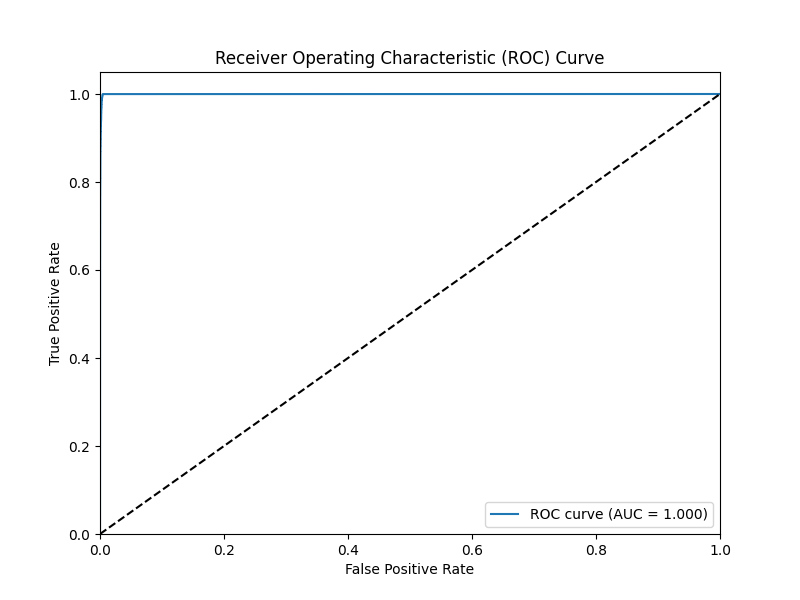 Receiver Operating Characteristic (ROC) Curve
1.0
0.8
0.6
0.4
0.2
0.0
True Positive Rate
ROC curve (AUC = 1.000)
0.0 0.2 0.4 0.6 0.8 1.0
False Positive Rate